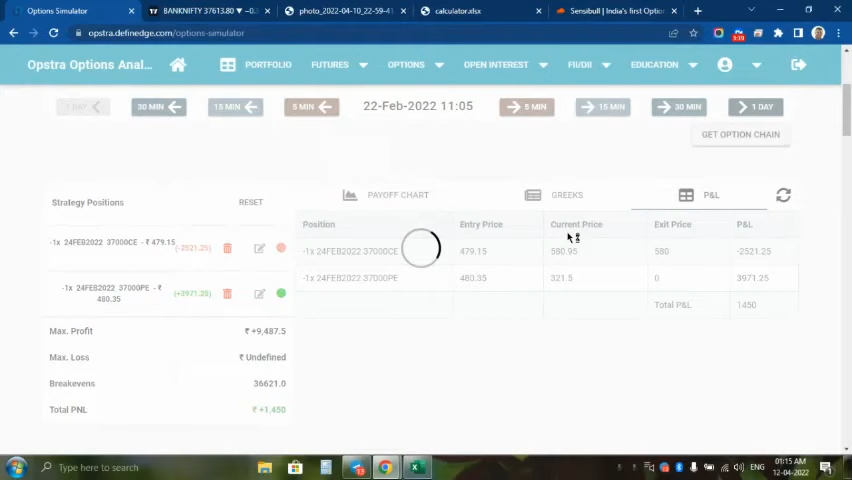 Options Simulator
BANKNIFTY 37613.80 ▼ −0.
photo_2022-04-10_22-59-41
calculator.xlsx
Sensibull | India's first Option
opstra.definedge.com/options-simulator
Opstra Options Anal...
PORTFOLIO
FUTURES
OPTIONS
OPEN INTEREST
FII/DII
EDUCATION
1 DAY
30 MIN
15 MIN
5 MIN
22-Feb-2022 11:05
5 MIN
15 MIN
30 MIN
1 DAY
GET OPTION CHAIN
Strategy Positions
RESET
PAYOFF CHART
GREEKS
P&L
Position Entry Price Current Price Exit Price P&L
-1x 24FEB2022 37000CE - ₹ 479.15
(-2521.25)
-1x 24FEB2022 37000CE 479.15 580.95 580 -2521.25
-1x 24FEB2022 37000PE - ₹
480.35
(+3971.25)
-1x 24FEB2022 37000PE 480.35 321.5 0 3971.25
Total P&L 1450
Max. Profit ₹ +9,487.5
Max. Loss ₹ Undefined
Breakevens 36621.0
Total PNL ₹ +1,450
Type here to search
13
ENG
01:15 AM
12-04-2022